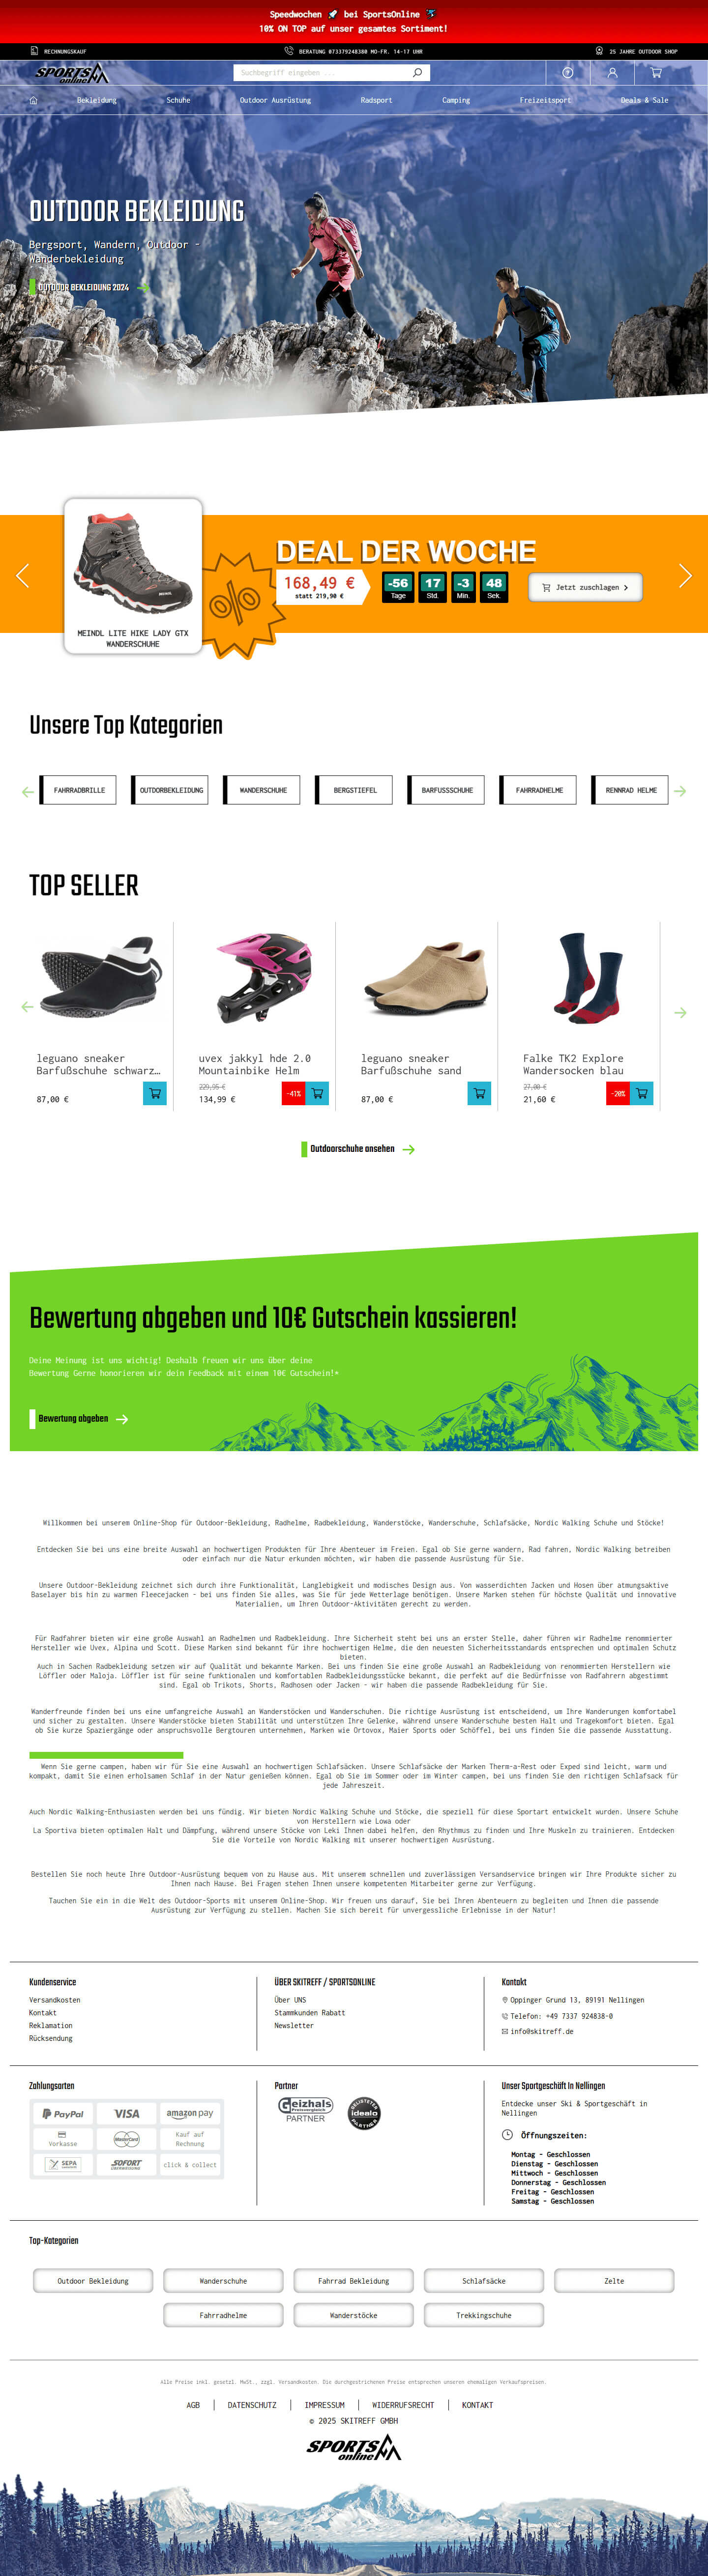 Speedwochen 🚀 bei SportsOnline
10% ON TOP auf unser gesamtes Sortiment!
RECHNUNGSKAUF
BERATUNG 073379248380 MO-FR. 14-17 UHR
25 JAHRE OUTDOOR SHOP
SPORTS online
Suchbegriff eingeben ...
Bekleidung
Schuhe
Outdoor Ausrüstung
Radsport
Camping
Freizeitsport
Deals & Sale
OUTDOOR BEKLEIDUNG
Bergsport, Wandern, Outdoor -
Wanderbekleidung
OUTDOOR BEKLEIDUNG 2024
DEAL DER WOCHE
168,49 €
statt 219,90 €
-56 17 -3 48
Tage Std. Min. Sek.
Jetzt zuschlagen
MEINDL
MEINDL LITE HIKE LADY GTX
WANDERSCHUHE
%
Unsere Top Kategorien
FAHRRADBRILLE
OUTDORBEKLEIDUNG
WANDERSCHUHE
BERGSTIEFEL
BARFUSSSCHUHE
FAHRRADHELME
RENNRAD HELME
TOP SELLER
leguano sneaker
Barfußschuhe schwarz…
87,00 €
uvex jakkyl hde 2.0
Mountainbike Helm
229,95 €
134,99 €
-41%
leguano sneaker
Barfußschuhe sand
87,00 €
Falke TK2 Explore
Wandersocken blau
27,00 €
21,60 €
-20%
Outdoorschuhe ansehen
Bewertung abgeben und 10€ Gutschein kassieren!
Deine Meinung ist uns wichtig! Deshalb freuen wir uns über deine
Bewertung Gerne honorieren wir dein Feedback mit einem 10€ Gutschein!*
Bewertung abgeben
Willkommen bei unserem Online-Shop für Outdoor-Bekleidung, Radhelme, Radbekleidung, Wanderstöcke, Wanderschuhe, Schlafsäcke, Nordic Walking Schuhe und Stöcke!
Entdecken Sie bei uns eine breite Auswahl an hochwertigen Produkten für Ihre Abenteuer im Freien. Egal ob Sie gerne wandern, Rad fahren, Nordic Walking betreiben
oder einfach nur die Natur erkunden möchten, wir haben die passende Ausrüstung für Sie.
Unsere Outdoor-Bekleidung zeichnet sich durch ihre Funktionalität, Langlebigkeit und modisches Design aus. Von wasserdichten Jacken und Hosen über atmungsaktive
Baselayer bis hin zu warmen Fleecejacken - bei uns finden Sie alles, was Sie für jede Wetterlage benötigen. Unsere Marken stehen für höchste Qualität und innovative
Materialien, um Ihren Outdoor-Aktivitäten gerecht zu werden.
Für Radfahrer bieten wir eine große Auswahl an Radhelmen und Radbekleidung. Ihre Sicherheit steht bei uns an erster Stelle, daher führen wir Radhelme renommierter
Hersteller wie Uvex, Alpina und Scott. Diese Marken sind bekannt für ihre hochwertigen Helme, die den neuesten Sicherheitsstandards entsprechen und optimalen Schutz
bieten.
Auch in Sachen Radbekleidung setzen wir auf Qualität und bekannte Marken. Bei uns finden Sie eine große Auswahl an Radbekleidung von renommierten Herstellern wie
Löffler oder Maloja. Löffler ist für seine funktionalen und komfortablen Radbekleidungsstücke bekannt, die perfekt auf die Bedürfnisse von Radfahrern abgestimmt
sind. Egal ob Trikots, Shorts, Radhosen oder Jacken - wir haben die passende Radbekleidung für Sie.
Wanderfreunde finden bei uns eine umfangreiche Auswahl an Wanderstöcken und Wanderschuhen. Die richtige Ausrüstung ist entscheidend, um Ihre Wanderungen komfortabel
und sicher zu gestalten. Unsere Wanderstöcke bieten Stabilität und unterstützen Ihre Gelenke, während unsere Wanderschuhe besten Halt und Tragekomfort bieten. Egal
ob Sie kurze Spaziergänge oder anspruchsvolle Bergtouren unternehmen, Marken wie Ortovox, Maier Sports oder Schöffel, bei uns finden Sie die passende Ausstattung.
Wenn Sie gerne campen, haben wir für Sie eine Auswahl an hochwertigen Schlafsäcken. Unsere Schlafsäcke der Marken Therm-a-Rest oder Exped sind leicht, warm und
kompakt, damit Sie einen erholsamen Schlaf in der Natur genießen können. Egal ob Sie im Sommer oder im Winter campen, bei uns finden Sie den richtigen Schlafsack für
jede Jahreszeit.
Auch Nordic Walking-Enthusiasten werden bei uns fündig. Wir bieten Nordic Walking Schuhe und Stöcke, die speziell für diese Sportart entwickelt wurden. Unsere Schuhe
von Herstellern wie Lowa oder
La Sportiva bieten optimalen Halt und Dämpfung, während unsere Stöcke von Leki Ihnen dabei helfen, den Rhythmus zu finden und Ihre Muskeln zu trainieren. Entdecken
Sie die Vorteile von Nordic Walking mit unserer hochwertigen Ausrüstung.
Bestellen Sie noch heute Ihre Outdoor-Ausrüstung bequem von zu Hause aus. Mit unserem schnellen und zuverlässigen Versandservice bringen wir Ihre Produkte sicher zu
Ihnen nach Hause. Bei Fragen stehen Ihnen unsere kompetenten Mitarbeiter gerne zur Verfügung.
Tauchen Sie ein in die Welt des Outdoor-Sports mit unserem Online-Shop. Wir freuen uns darauf, Sie bei Ihren Abenteuern zu begleiten und Ihnen die passende
Ausrüstung zur Verfügung zu stellen. Machen Sie sich bereit für unvergessliche Erlebnisse in der Natur!
Kundenservice
Versandkosten
Kontakt
Reklamation
Rücksendung
ÜBER SKITREFF / SPORTSONLINE
Über UNS
Stammkunden Rabatt
Newsletter
Kontakt
Oppinger Grund 13, 89191 Nellingen
Telefon: +49 7337 924838-0
info@skitreff.de
Zahlungsarten
PayPal
VISA
amazon pay
Vorkasse
MasterCard
Kauf auf
Rechnung
SEPA
SOFORT
ÜBERWEISUNG
click & collect
Partner
Geizhals
Preisvergleich
PARTNER
GELISTETER
idealo
PARTNER
Unser Sportgeschäft In Nellingen
Entdecke unser Ski & Sportgeschäft in
Nellingen
Öffnungszeiten:
Montag - Geschlossen
Dienstag - Geschlossen
Mittwoch - Geschlossen
Donnerstag - Geschlossen
Freitag - Geschlossen
Samstag - Geschlossen
Top-Kategorien
Outdoor Bekleidung
Wanderschuhe
Fahrrad Bekleidung
Schlafsäcke
Zelte
Fahrradhelme
Wanderstöcke
Trekkingschuhe
Alle Preise inkl. gesetzl. MwSt., zzgl. Versandkosten. Die durchgestrichenen Preise entsprechen unseren ehemaligen Verkaufspreisen.
AGB
DATENSCHUTZ
IMPRESSUM
WIDERRUFSRECHT
KONTAKT
© 2025 SKITREFF GMBH
SPORTS online